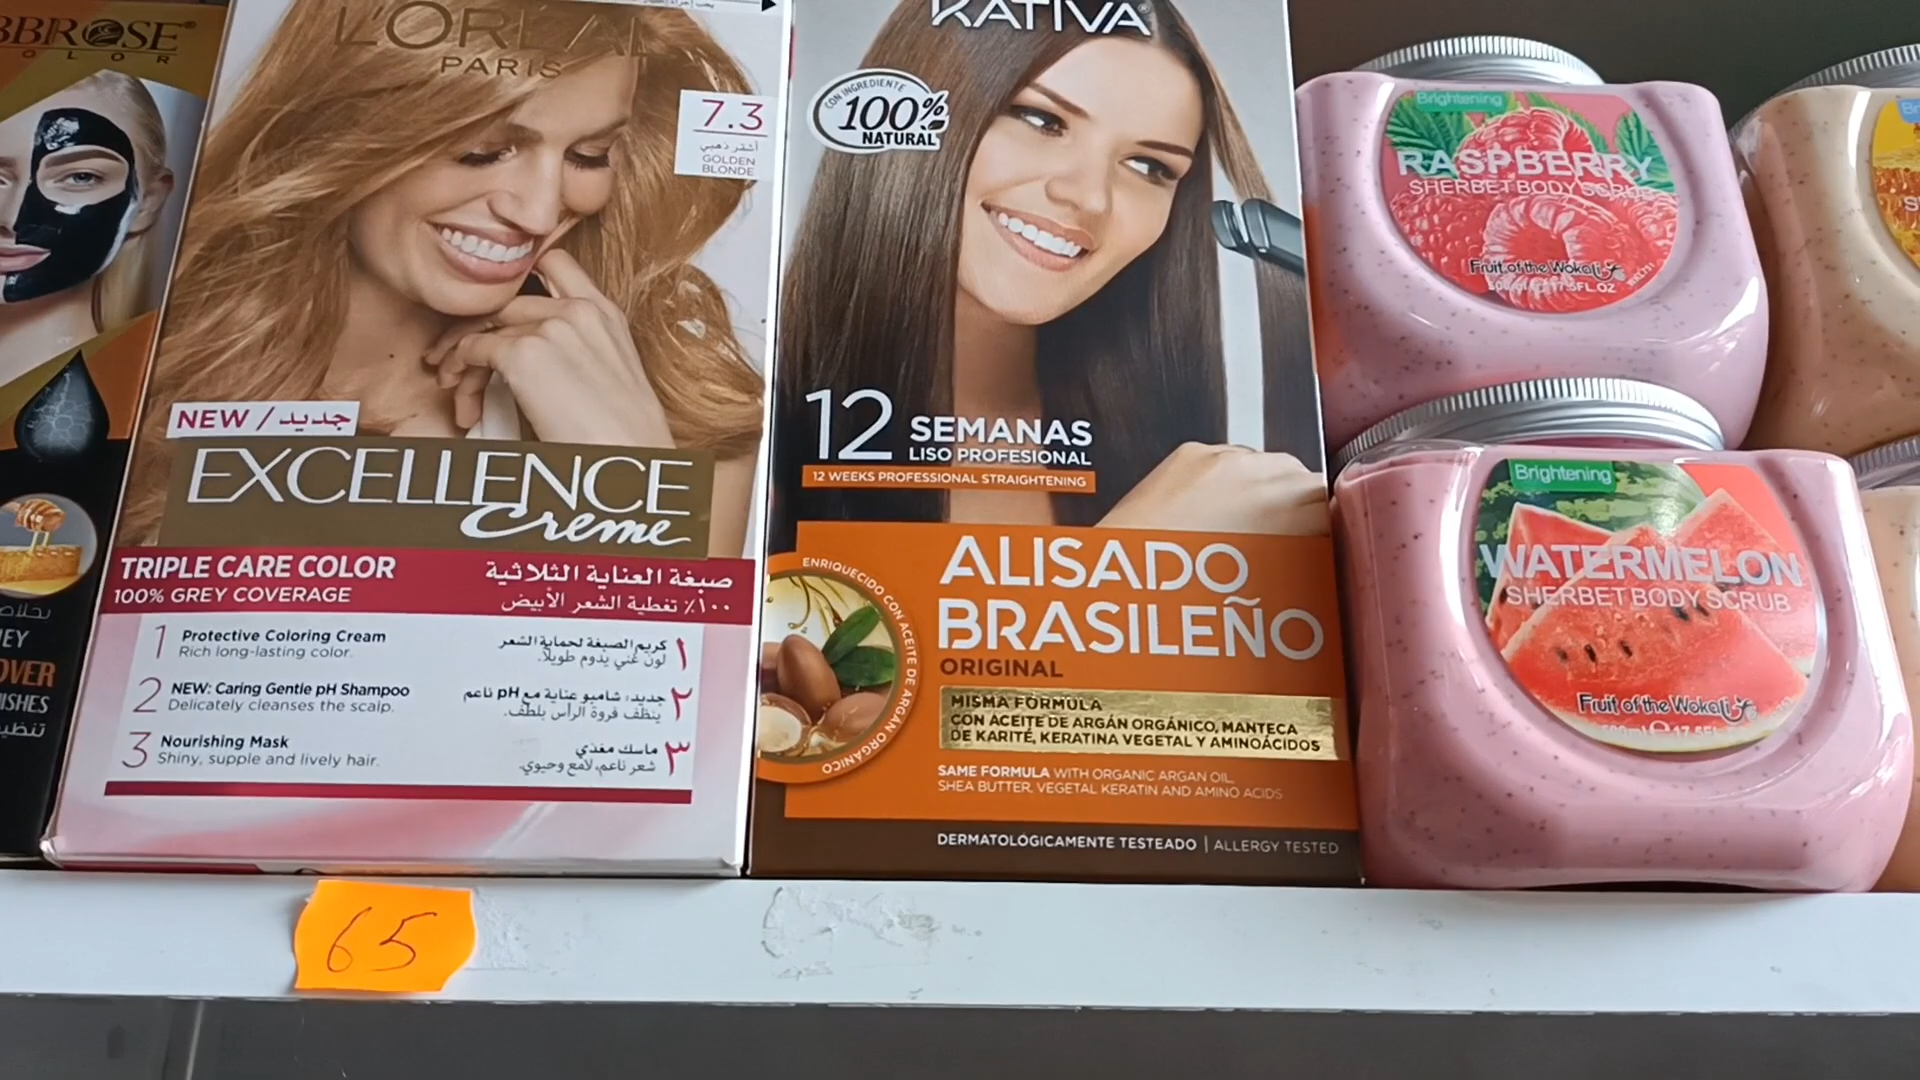 BBROSE
OLOR
EY
OVER
ISHES
L'ORÉAL
PARIS
7.3
أشقر ذهبي
GOLDEN
BLONDE
NEW / جديد
EXCELLENCE
Creme
TRIPLE CARE COLOR
100% GREY COVERAGE
صبغة العناية الثلاثية
١٠٠٪ تغطية الشعر الأبيض
1 Protective Coloring Cream
Rich long-lasting color.
2 NEW: Caring Gentle pH Shampoo
Delicately cleanses the scalp.
3 Nourishing Mask
Shiny, supple and lively hair.
١ كريم الصبغة لحماية الشعر
لون غني يدوم طويلاً.
٢ جديد: شامبو عناية مع pH ناعم
ينظف فروة الرأس بلطف.
٣ ماسك مغذي
شعر ناعم، لامع وحيوي.
65
KATIVA
CON INGREDIENTE
100%
NATURAL
12 SEMANAS
LISO PROFESIONAL
12 WEEKS PROFESSIONAL STRAIGHTENING
ENRIQUECIDO CON ACEITE DE ARGÁN ORGÁNICO
ALISADO
BRASILEÑO
ORIGINAL
MISMA FÓRMULA
CON ACEITE DE ARGÁN ORGÁNICO, MANTECA
DE KARITÉ, KERATINA VEGETAL Y AMINOÁCIDOS
SAME FORMULA WITH ORGANIC ARGAN OIL,
SHEA BUTTER, VEGETAL KERATIN AND AMINO ACIDS
DERMATOLÓGICAMENTE TESTEADO | ALLERGY TESTED
Brightening
RASPBERRY
SHERBET BODY SCRUB
Fruit of the Wokali
Brightening
WATERMELON
SHERBET BODY SCRUB
Fruit of the Wokali